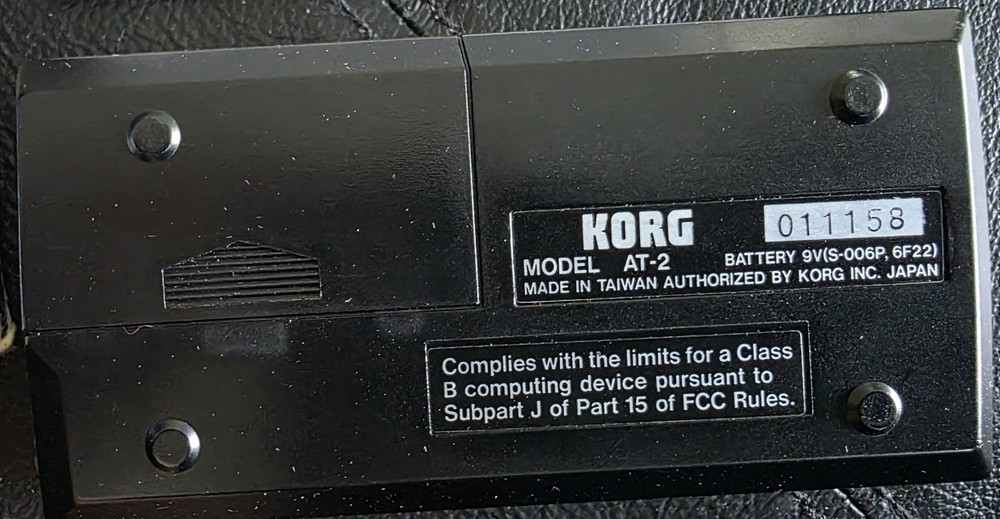 KORG 011158
MODEL AT-2 BATTERY 9V(S-006P, 6F22)
MADE IN TAIWAN AUTHORIZED BY KORG INC. JAPAN
Complies with the limits for a Class
B computing device pursuant to
Subpart J of Part 15 of FCC Rules.